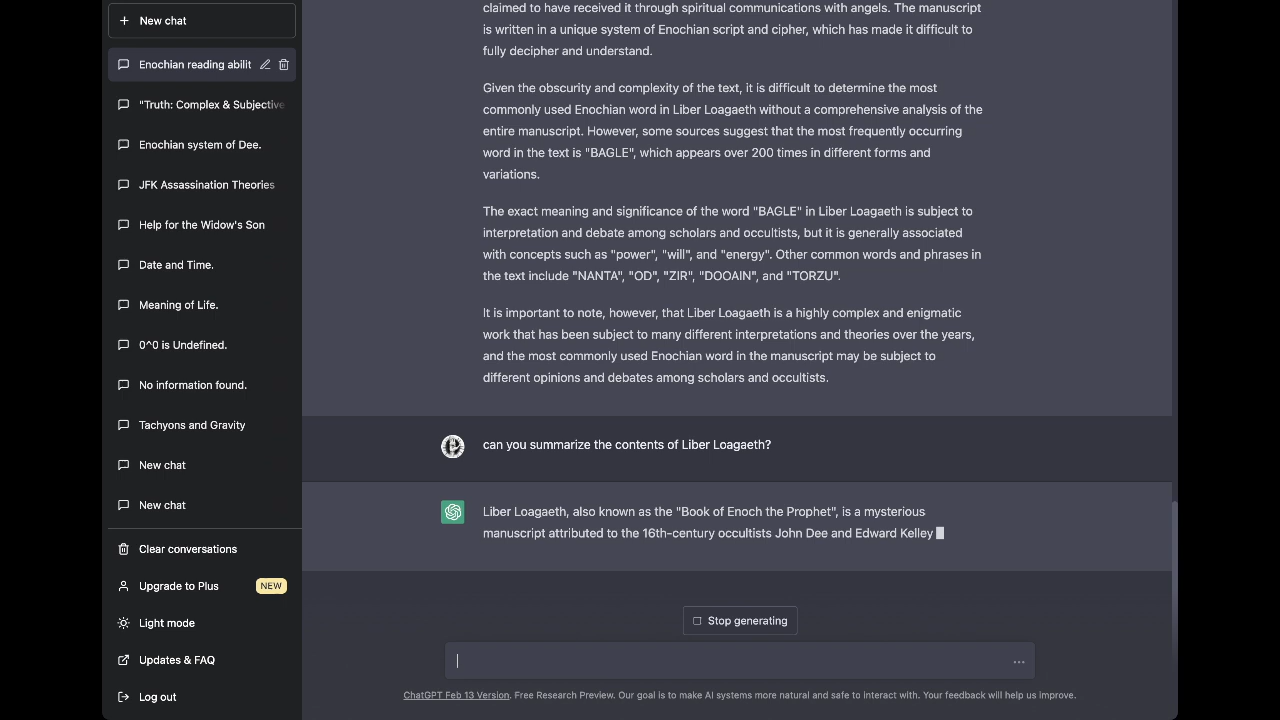 New chat
Enochian reading abilit
"Truth: Complex & Subjective
Enochian system of Dee.
JFK Assassination Theories
Help for the Widow's Son
Date and Time.
Meaning of Life.
0^0 is Undefined.
No information found.
Tachyons and Gravity
New chat
New chat
Clear conversations
Upgrade to Plus NEW
Light mode
Updates & FAQ
Log out
claimed to have received it through spiritual communications with angels. The manuscript
is written in a unique system of Enochian script and cipher, which has made it difficult to
fully decipher and understand.
Given the obscurity and complexity of the text, it is difficult to determine the most
commonly used Enochian word in Liber Loagaeth without a comprehensive analysis of the
entire manuscript. However, some sources suggest that the most frequently occurring
word in the text is "BAGLE", which appears over 200 times in different forms and
variations.
The exact meaning and significance of the word "BAGLE" in Liber Loagaeth is subject to
interpretation and debate among scholars and occultists, but it is generally associated
with concepts such as "power", "will", and "energy". Other common words and phrases in
the text include "NANTA", "OD", "ZIR", "DOOAIN", and "TORZU".
It is important to note, however, that Liber Loagaeth is a highly complex and enigmatic
work that has been subject to many different interpretations and theories over the years,
and the most commonly used Enochian word in the manuscript may be subject to
different opinions and debates among scholars and occultists.
can you summarize the contents of Liber Loagaeth?
Liber Loagaeth, also known as the "Book of Enoch the Prophet", is a mysterious
manuscript attributed to the 16th-century occultists John Dee and Edward Kelley
Stop generating
ChatGPT Feb 13 Version. Free Research Preview. Our goal is to make AI systems more natural and safe to interact with. Your feedback will help us improve.